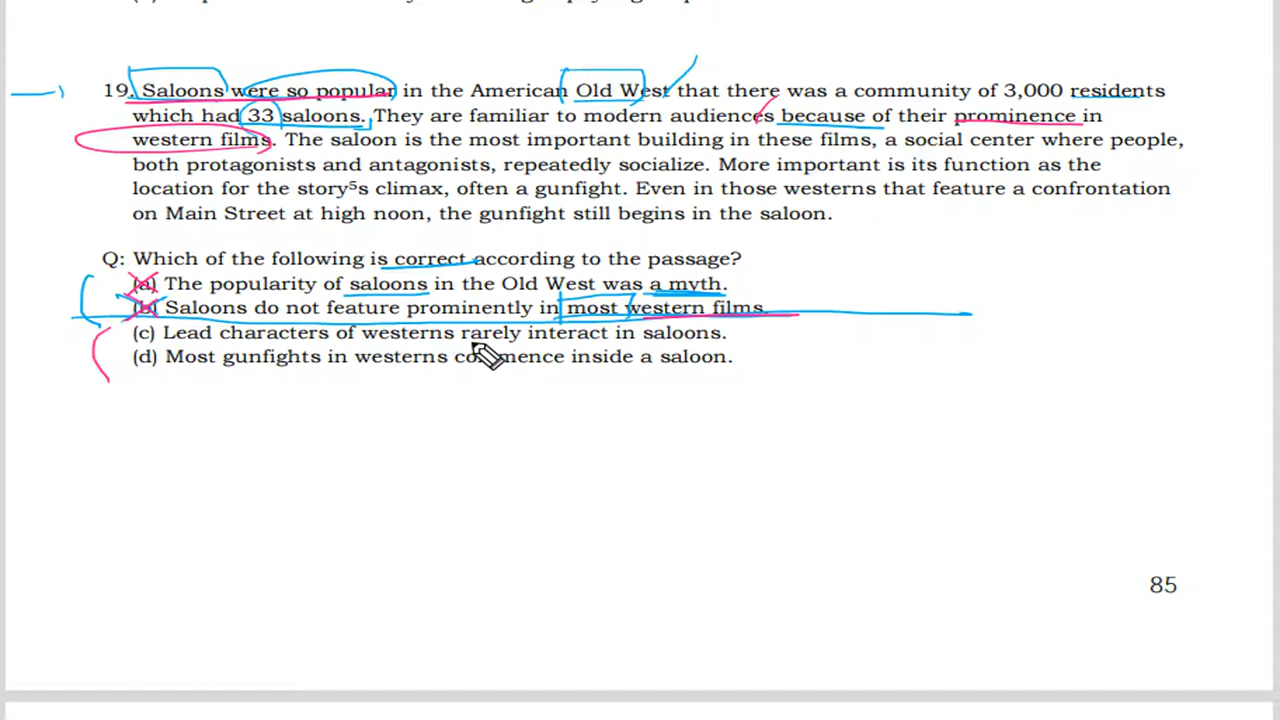 19. Saloons were so popular in the American Old West that there was a community of 3,000 residents
which had 33 saloons. They are familiar to modern audiences because of their prominence in
western films. The saloon is the most important building in these films, a social center where people,
both protagonists and antagonists, repeatedly socialize. More important is its function as the
location for the story⁵s climax, often a gunfight. Even in those westerns that feature a confrontation
on Main Street at high noon, the gunfight still begins in the saloon.
Q: Which of the following is correct according to the passage?
(a) The popularity of saloons in the Old West was a myth.
(b) Saloons do not feature prominently in most western films.
(c) Lead characters of westerns rarely interact in saloons.
(d) Most gunfights in westerns commence inside a saloon.
85